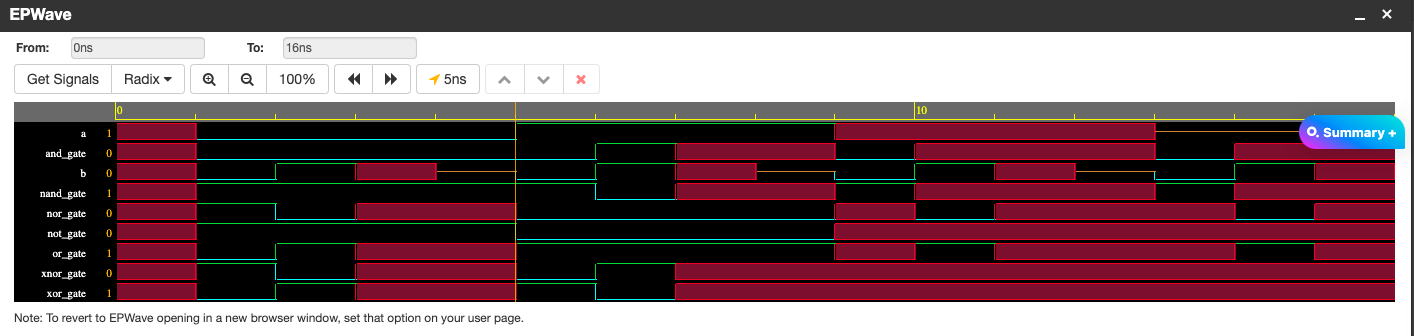 EPWave
From: 0ns To: 16ns
Get Signals Radix 100% 5ns
0 10
a 1
and_gate 0
b 0
nand_gate 1
nor_gate 0
not_gate 0
or_gate 1
xnor_gate 0
xor_gate 1
Summary +
Note: To revert to EPWave opening in a new browser window, set that option on your user page.